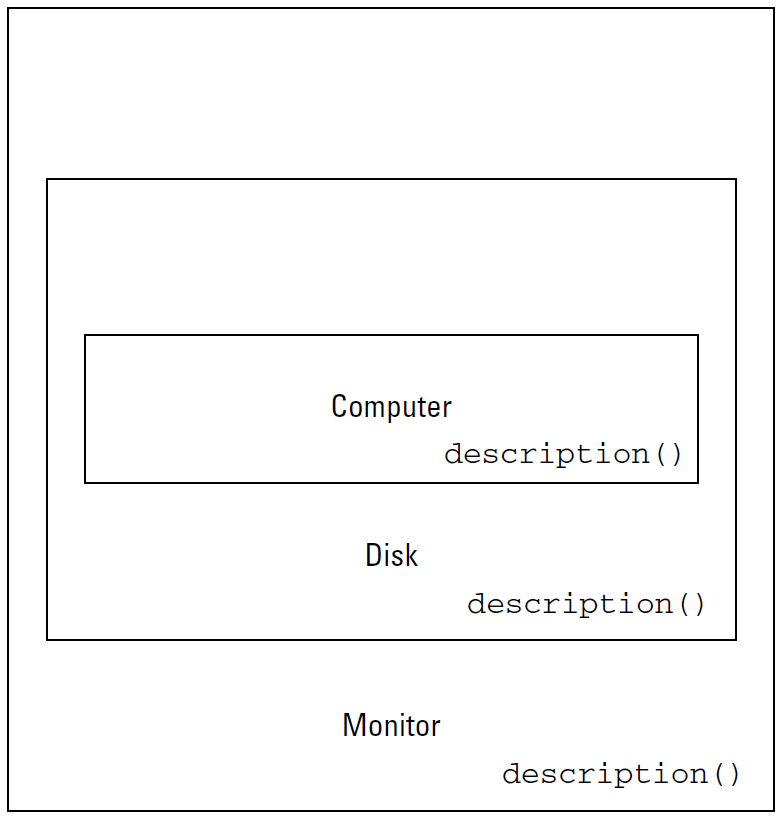 Computer
description()
Disk
description()
Monitor
description()